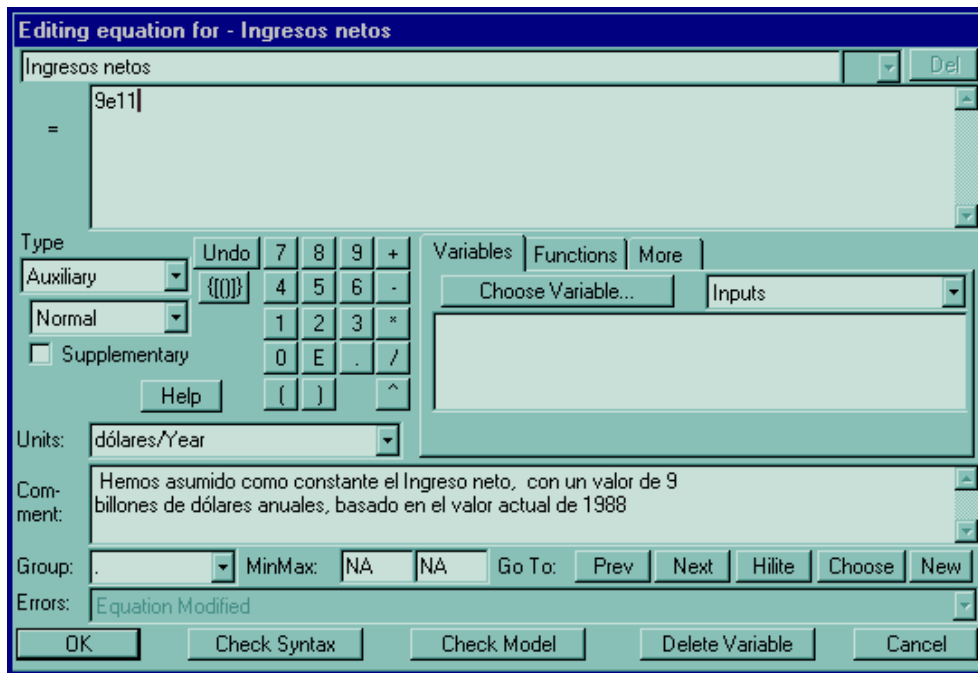 Editing equation for - Ingresos netos
Ingresos netos
Del
9e11
=
Type
Undo 7 8 9 +
Variables Functions More
Auxiliary
{[()]} 4 5 6 -
Choose Variable... Inputs
Normal
1 2 3 *
Supplementary
0 E . /
Help
( ) ^
Units: dólares/Year
Com-
ment:
Hemos asumido como constante el Ingreso neto, con un valor de 9
billones de dólares anuales, basado en el valor actual de 1988
Group: . MinMax: NA NA Go To: Prev Next Hilite Choose New
Errors: Equation Modified
OK Check Syntax Check Model Delete Variable Cancel